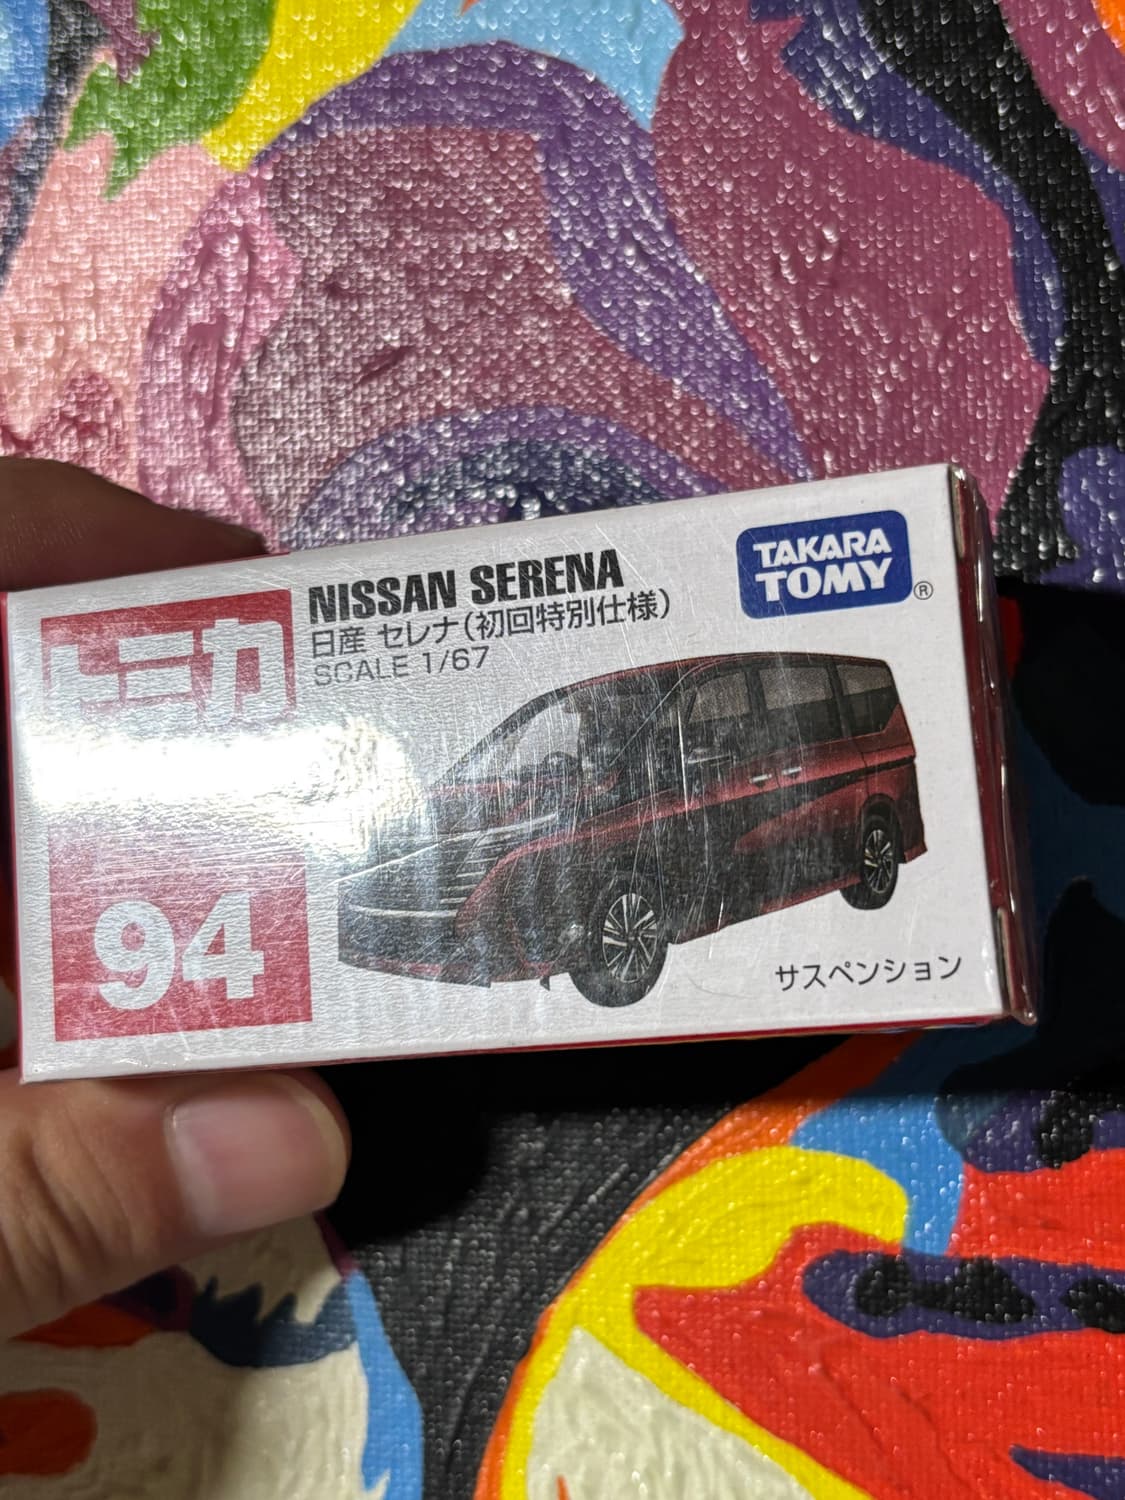 トミカ
94
NISSAN SERENA
日産 セレナ(初回特別仕様)
SCALE 1/67
TAKARA
TOMY
®
サスペンション